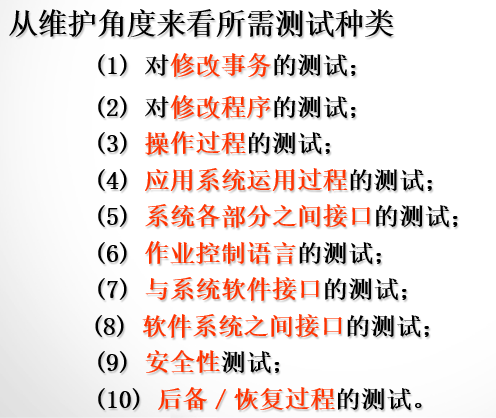 从维护角度来看所需测试种类
(1) 对修改事务的测试；
(2) 对修改程序的测试；
(3) 操作过程的测试；
(4) 应用系统运用过程的测试；
(5) 系统各部分之间接口的测试；
(6) 作业控制语言的测试；
(7) 与系统软件接口的测试；
(8) 软件系统之间接口的测试；
(9) 安全性测试；
(10) 后备／恢复过程的测试。